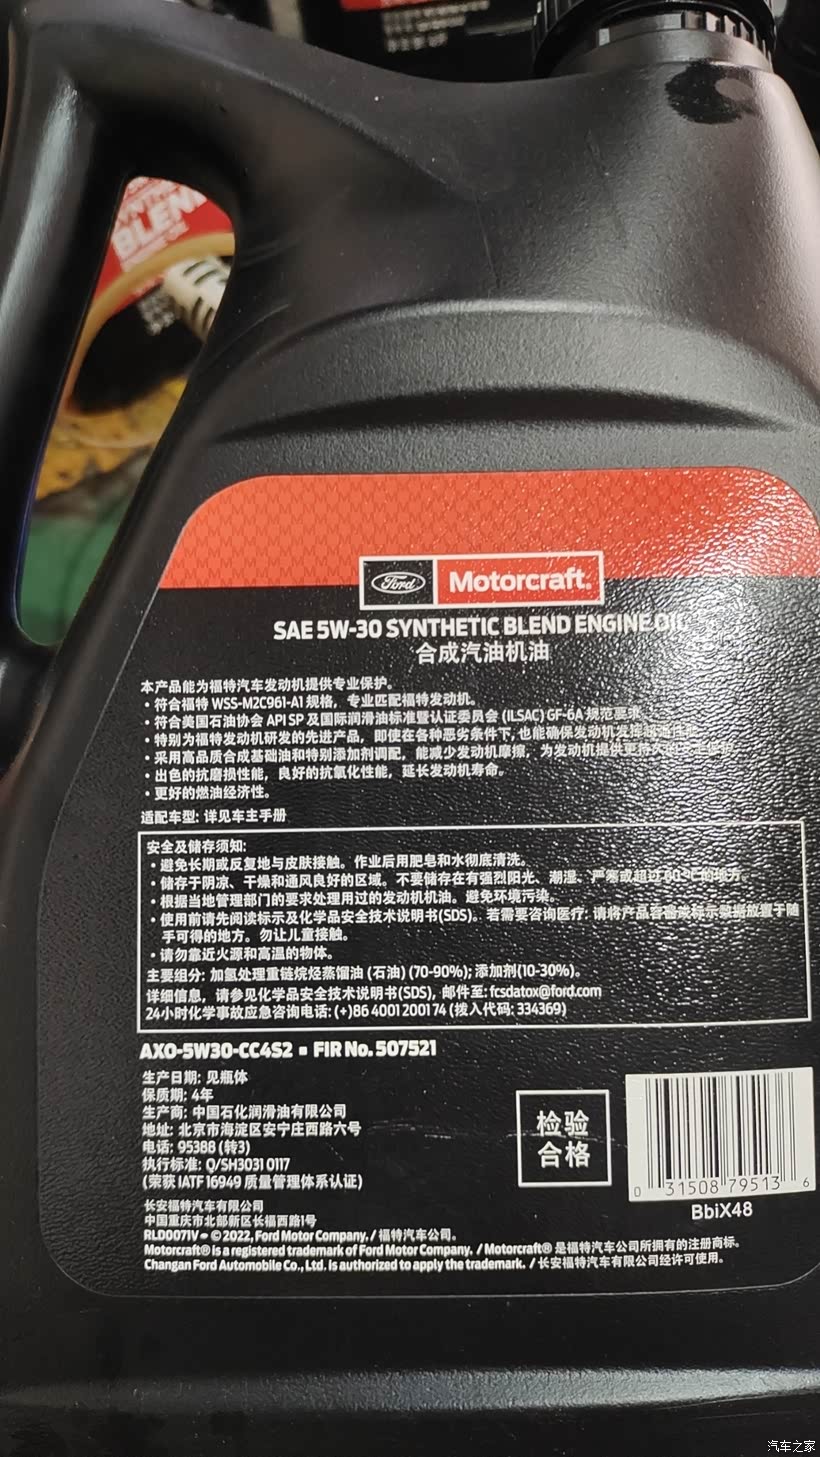 BLEND
Ford Motorcraft®
SAE 5W-30 SYNTHETIC BLEND ENGINE OIL
合成汽油机油
本产品能为福特汽车发动机提供专业保护。
• 符合福特 WSS-M2C961-A1 规格，专业匹配福特发动机。
• 符合美国石油协会 API SP 及国际润滑油标准暨认证委员会 (ILSAC) GF-6A 规范要求
• 特别为福特发动机研发的先进产品，即使在各种恶劣条件下, 也能确保发动机发挥
• 采用高品质合成基础油和特别添加剂调配，能减少发动机摩擦，为发动机提供更持久的
• 出色的抗磨损性能，良好的抗氧化性能，延长发动机寿命。
• 更好的燃油经济性。
适配车型: 详见车主手册
安全及储存须知:
• 避免长期或反复地与皮肤接触。作业后用肥皂和水彻底清洗。
• 储存于阴凉、干燥和通风良好的区域。不要储存在有强烈阳光、潮湿、严寒或超过 60°C 的地方。
• 根据当地管理部门的要求处理用过的发动机机油。避免环境污染。
• 使用前请先阅读标示及化学品安全技术说明书(SDS)。若需要咨询医疗: 请将产品容器或标示数据放置于随
手可得的地方。勿让儿童接触。
• 请勿靠近火源和高温的物体。
主要组分: 加氢处理重链烷烃蒸馏油 (石油) (70-90%); 添加剂(10-30%)。
详细信息，请参见化学品安全技术说明书(SDS), 邮件至: fcsdatox@ford.com
24小时化学事故应急咨询电话: (+)86 4001 2001 74 (拨入代码: 334369)
AXO-5W30-CC4S2 ▪ FIR No. 507521
生产日期: 见瓶体
保质期: 4年
生产商: 中国石化润滑油有限公司
地址: 北京市海淀区安宁庄西路六号
电话: 95388 (转3)
执行标准: Q/SH3031 0117
(荣获 IATF 16949 质量管理体系认证)
检验
合格
0 31508 79513 6
BbiX48
长安福特汽车有限公司
中国重庆市北部新区长福西路1号
RLD0071V • © 2022, Ford Motor Company. / 福特汽车公司。
Motorcraft® is a registered trademark of Ford Motor Company. / Motorcraft® 是福特汽车公司所拥有的注册商标。
Changan Ford Automobile Co., Ltd. is authorized to apply the trademark. / 长安福特汽车有限公司经许可使用。
汽车之家